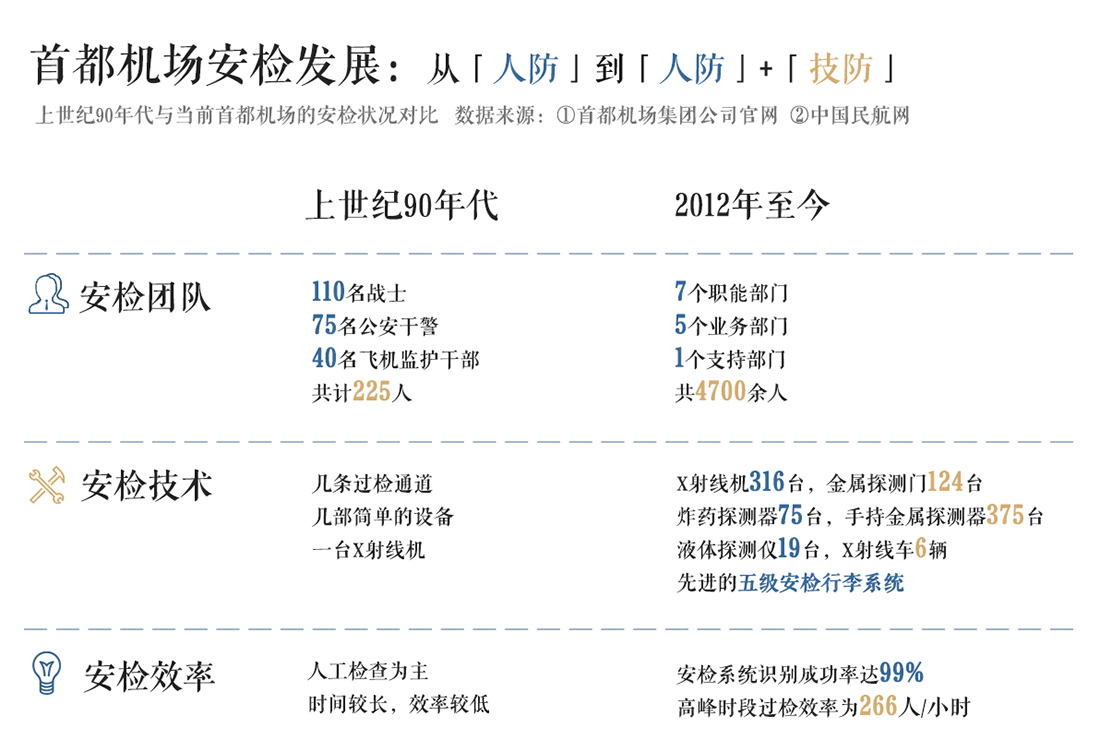 首都机场安检发展：从「人防」到「人防」+「技防」
上世纪90年代与当前首都机场的安检状况对比 数据来源：①首都机场集团公司官网 ②中国民航网
上世纪90年代
2012年至今
安检团队
110名战士
75名公安干警
40名飞机监护干部
共计225人
7个职能部门
5个业务部门
1个支持部门
共4700余人
安检技术
几条过检通道
几部简单的设备
一台X射线机
X射线机316台，金属探测门124台
炸药探测器75台，手持金属探测器375台
液体探测仪19台，X射线车6辆
先进的五级安检行李系统
安检效率
人工检查为主
时间较长，效率较低
安检系统识别成功率达99%
高峰时段过检效率为266人/小时